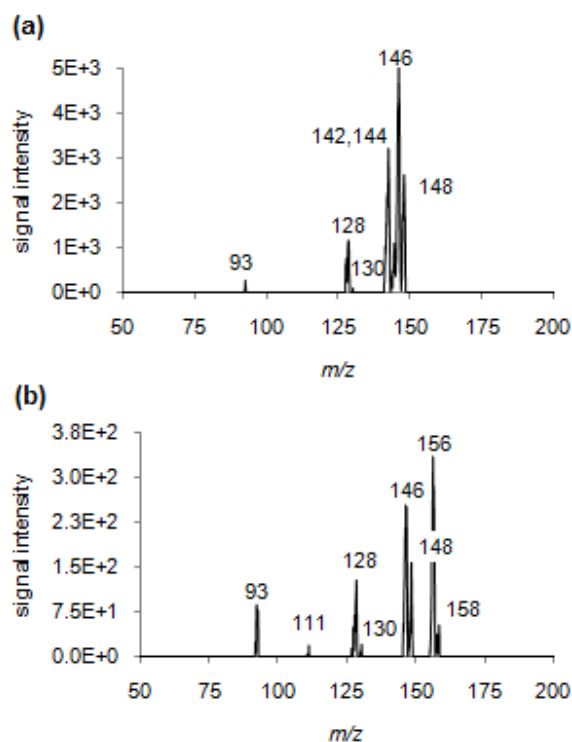 (a)
signal intensity
5E+3
4E+3
3E+3
2E+3
1E+3
0E+0
146
142,144
148
128
130
93
50
75
100
125
150
175
200
m/z
(b)
signal intensity
3.8E+2
3.0E+2
2.3E+2
1.5E+2
7.5E+1
0.0E+0
156
146
148
128
93
111
130
158
50
75
100
125
150
175
200
m/z